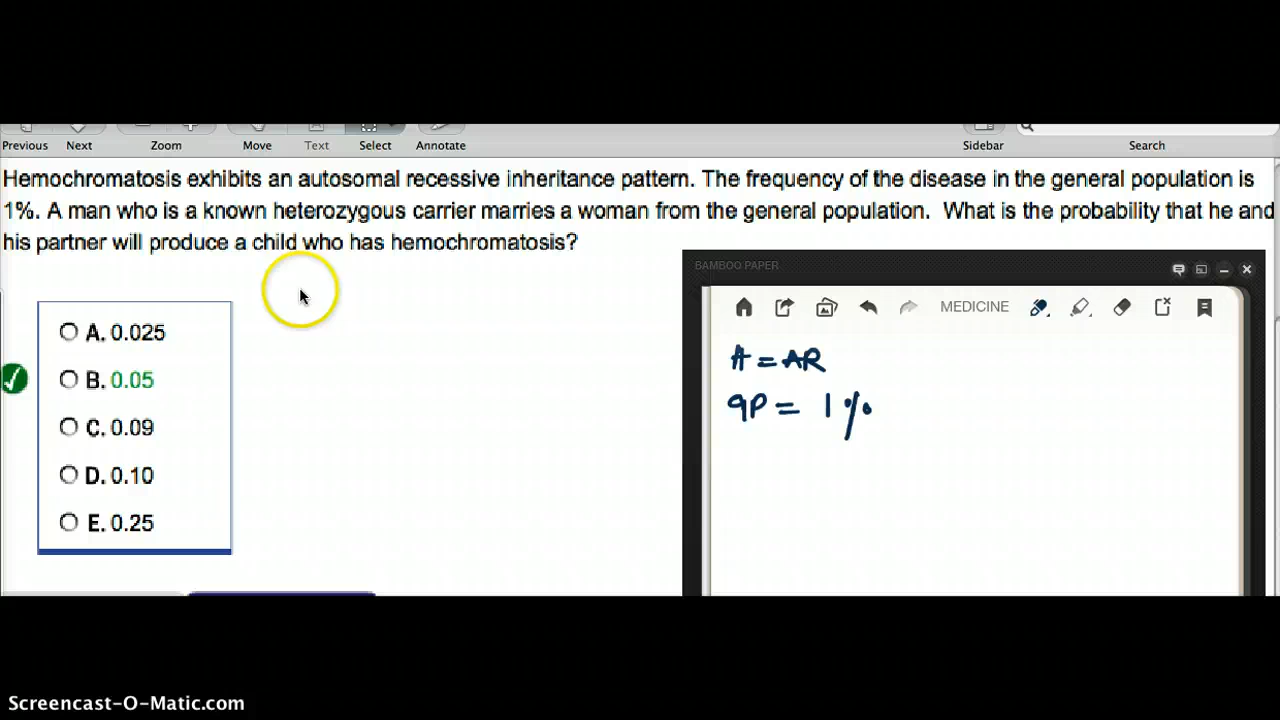 Previous Next Zoom Move Text Select Annotate Sidebar Search
Hemochromatosis exhibits an autosomal recessive inheritance pattern. The frequency of the disease in the general population is
1%. A man who is a known heterozygous carrier marries a woman from the general population. What is the probability that he and
his partner will produce a child who has hemochromatosis?
A. 0.025
B. 0.05
C. 0.09
D. 0.10
E. 0.25
BAMBOO PAPER
MEDICINE
H = AR
qp = 1%
Screencast-O-Matic.com